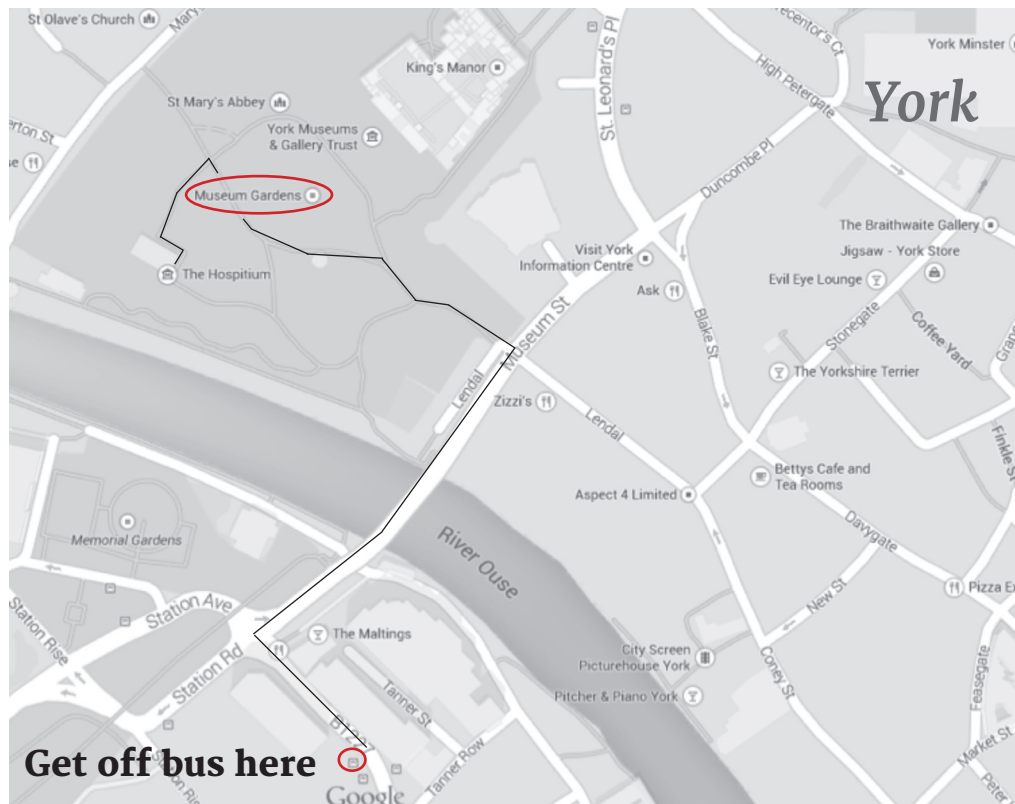 St Olave's Church
Mary
York Minster
King's Manor
High Petergate
York
St Mary's Abbey
St. Leonard's Pl
York Museums
& Gallery Trust
Duncombe Pl
Museum Gardens
The Braithwaite Gallery
Visit York
Information Centre
Jigsaw - York Store
The Hospitium
Ask
Evil Eye Lounge
Museum St
Blake St
Stonegate
Coffee Yard
The Yorkshire Terrier
Lendal
Zizzi's
Lendal
Finkle St
Bettys Cafe and
Tea Rooms
Aspect 4 Limited
Memorial Gardens
River Ouse
Davygate
Pizza
New St
Station Ave
Station Rise
The Maltings
City Screen
Picturehouse York
Station Rd
Coney St
Feasegate
Pitcher & Piano York
Tanner St
Market St
Tanner Row
Get off bus here
Google